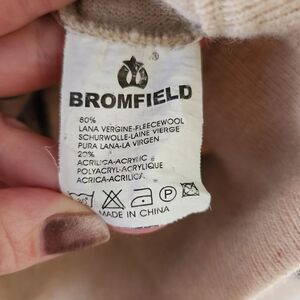 BROMFIELD
80%
LANA VERGINE-FLEECEWOOL
SCHURWOLLE-LAINE VIERGE
PURA LANA-LA VIRGEN
20%
ACRILICA-ACRYLIC
POLYACRYL-ACRYLIQUE
ACRICA-ACRILICA
P
MADE IN CHINA